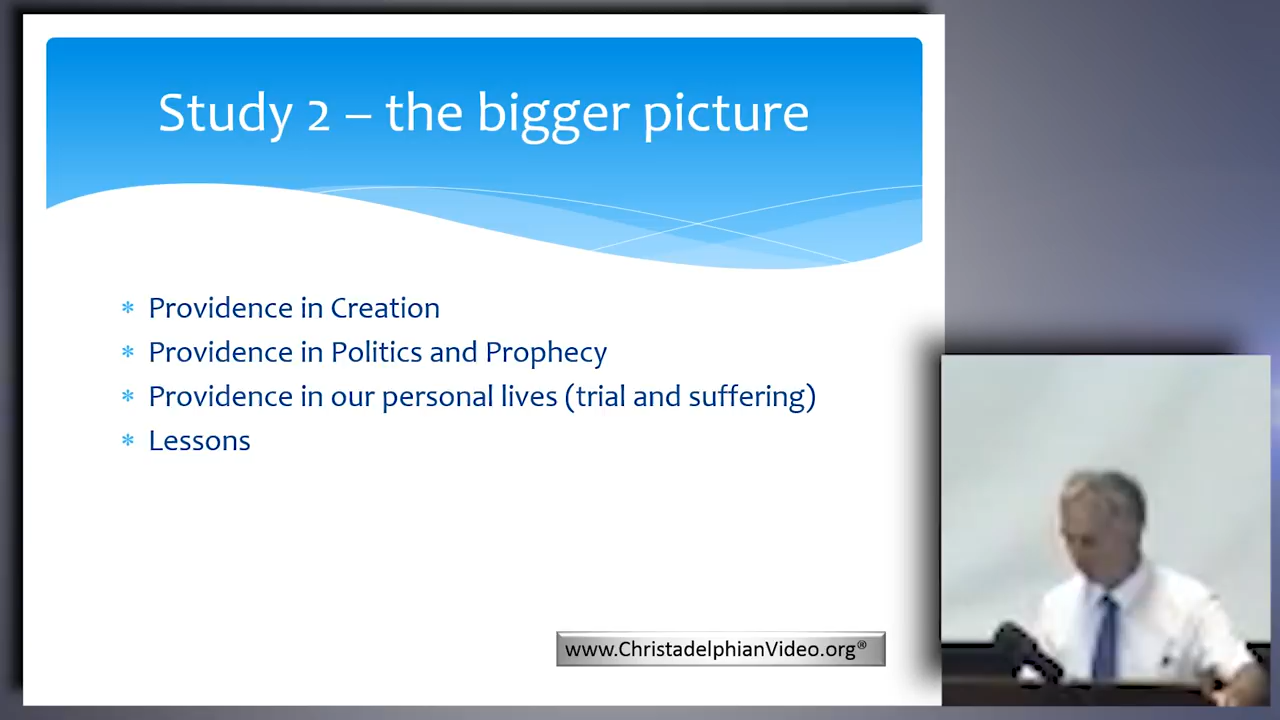 Study 2 – the bigger picture
* Providence in Creation
* Providence in Politics and Prophecy
* Providence in our personal lives (trial and suffering)
* Lessons
www.ChristadelphianVideo.org®